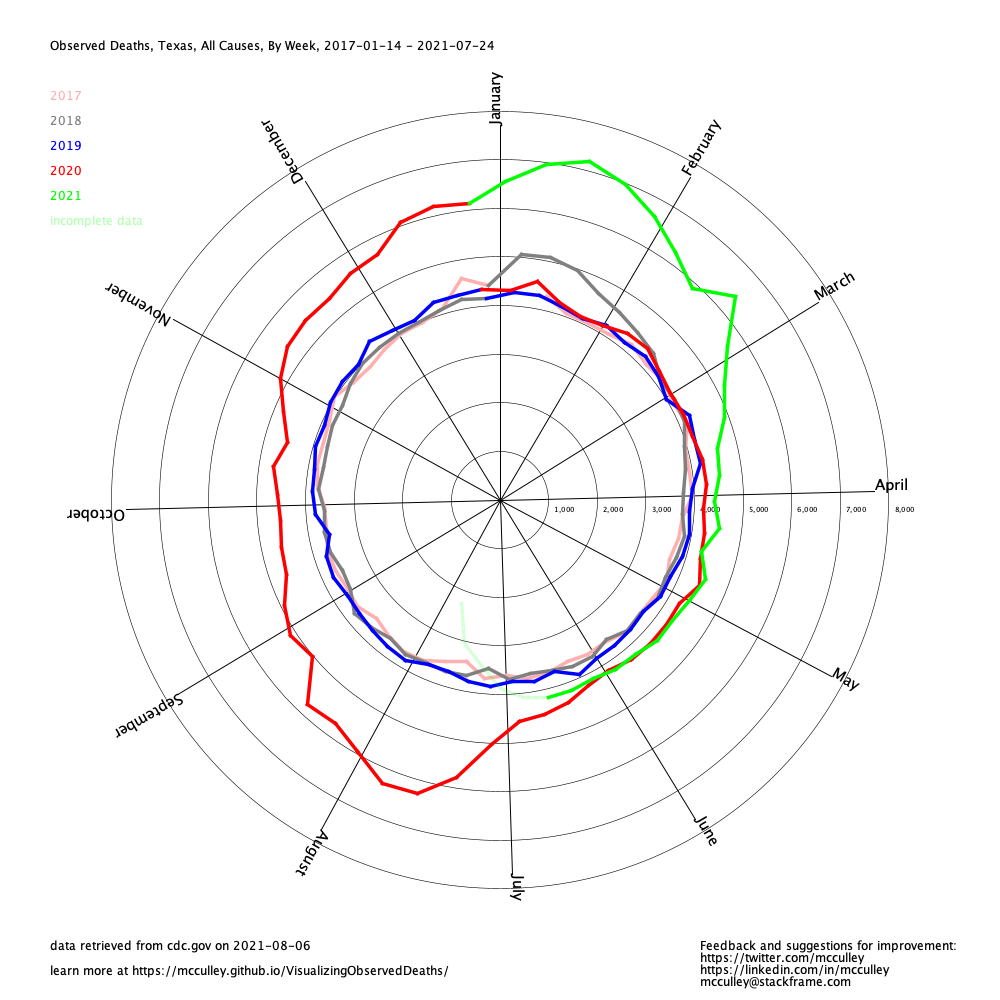 Observed Deaths, Texas, All Causes, By Week, 2017-01-14 - 2021-07-24
2017
2018
2019
2020
2021
incomplete data
January
February
March
April
May
June
July
August
September
October
November
December
1,000
2,000
3,000
4,000
5,000
6,000
7,000
8,000
data retrieved from cdc.gov on 2021-08-06
learn more at https://mcculley.github.io/VisualizingObservedDeaths/
Feedback and suggestions for improvement:
https://twitter.com/mcculley
https://linkedin.com/in/mcculley
mcculley@stackframe.com